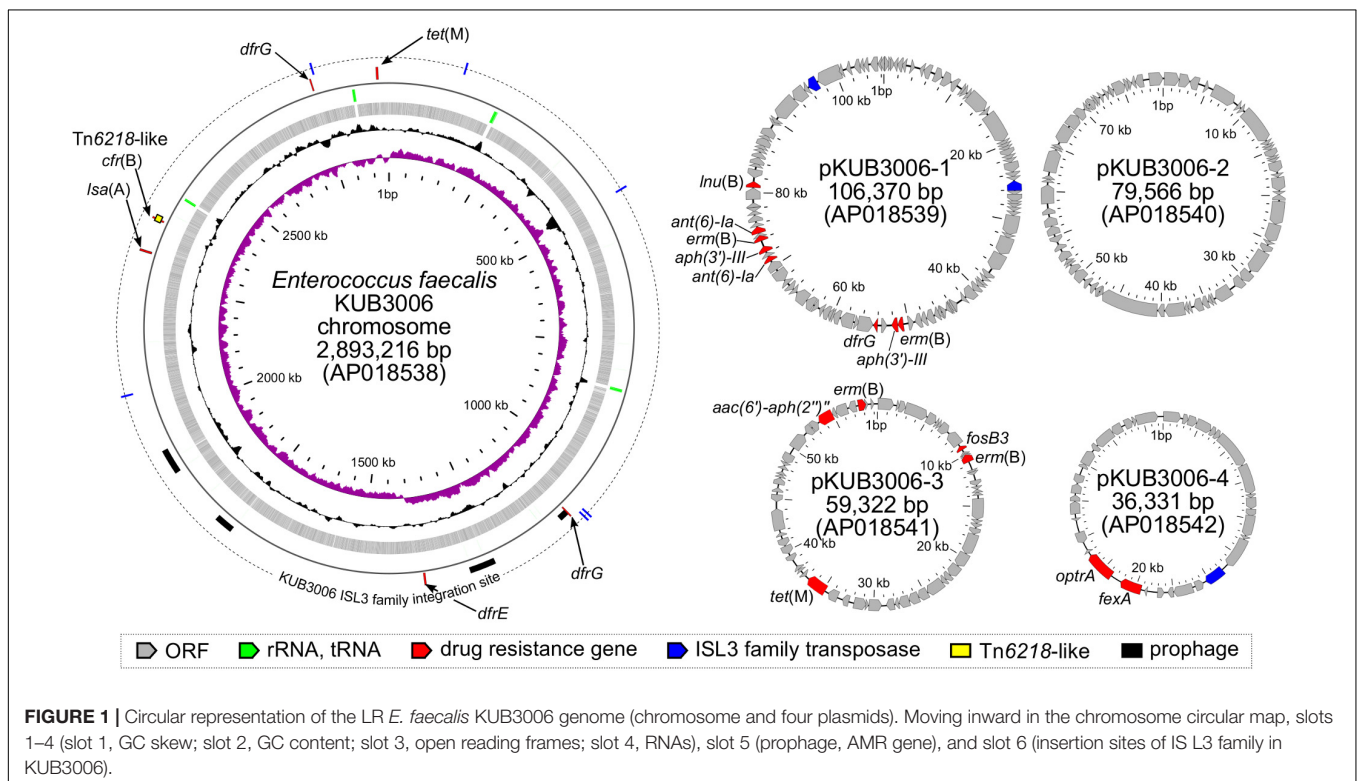 dfrG
tet(M)
Tn6218-like
cfr(B)
lsa(A)
1bp
2500 kb
500 kb
Enterococcus faecalis
KUB3006
chromosome
2,893,216 bp
(AP018538)
2000 kb
1000 kb
1500 kb
dfrG
KUB3006 ISL3 family integration site
dfrE
1bp
100 kb
20 kb
pKUB3006-1
106,370 bp
(AP018539)
lnu(B)
80 kb
ant(6)-Ia
erm(B)
aph(3')-III
ant(6)-Ia
40 kb
60 kb
dfrG
erm(B)
aph(3')-III
1bp
70 kb
10 kb
pKUB3006-2
79,566 bp
(AP018540)
50 kb
30 kb
40 kb
erm(B)
aac(6')-aph(2'')"
1bp
fosB3
erm(B)
50 kb
10 kb
pKUB3006-3
59,322 bp
(AP018541)
40 kb
20 kb
tet(M)
30 kb
1bp
pKUB3006-4
36,331 bp
(AP018542)
optrA
20 kb
fexA
ORF rRNA, tRNA drug resistance gene ISL3 family transposase Tn6218-like prophage
FIGURE 1 | Circular representation of the LR E. faecalis KUB3006 genome (chromosome and four plasmids). Moving inward in the chromosome circular map, slots
1–4 (slot 1, GC skew; slot 2, GC content; slot 3, open reading frames; slot 4, RNAs), slot 5 (prophage, AMR gene), and slot 6 (insertion sites of IS L3 family in
KUB3006).